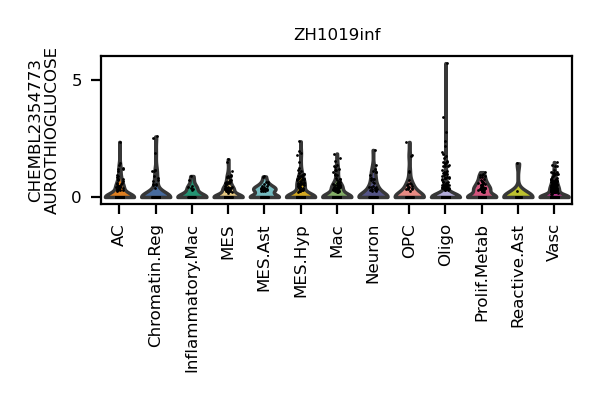 ZH1019inf
CHEMBL2354773
AUROTHIOGLUCOSE
5
0
AC
Chromatin.Reg
Inflammatory.Mac
MES
MES.Ast
MES.Hyp
Mac
Neuron
OPC
Oligo
Prolif.Metab
Reactive.Ast
Vasc